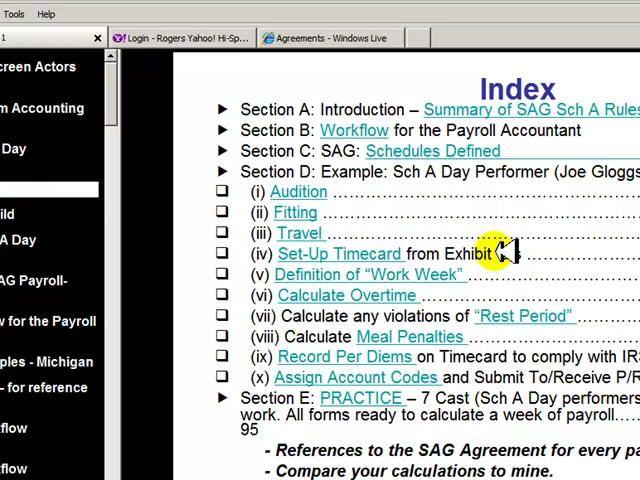 Tools Help
1
Login - Rogers Yahoo! Hi-Sp...
Agreements - Windows Live
creen Actors
m Accounting
Day
ild
A Day
AG Payroll-
w for the Payroll
ples - Michigan
- for reference
kflow
kflow
Index
Section A: Introduction – Summary of SAG Sch A Rules
Section B: Workflow for the Payroll Accountant
Section C: SAG: Schedules Defined
Section D: Example: Sch A Day Performer (Joe Gloggs
(i) Audition
(ii) Fitting
(iii) Travel
(iv) Set-Up Timecard from Exhibit
(v) Definition of “Work Week”
(vi) Calculate Overtime
(vii) Calculate any violations of “Rest Period”
(viii) Calculate Meal Penalties
(ix) Record Per Diems on Timecard to comply with IRS
(x) Assign Account Codes and Submit To/Receive P/R
Section E: PRACTICE – 7 Cast (Sch A Day performers
work. All forms ready to calculate a week of payroll.....
95
- References to the SAG Agreement for every pa
- Compare your calculations to mine.